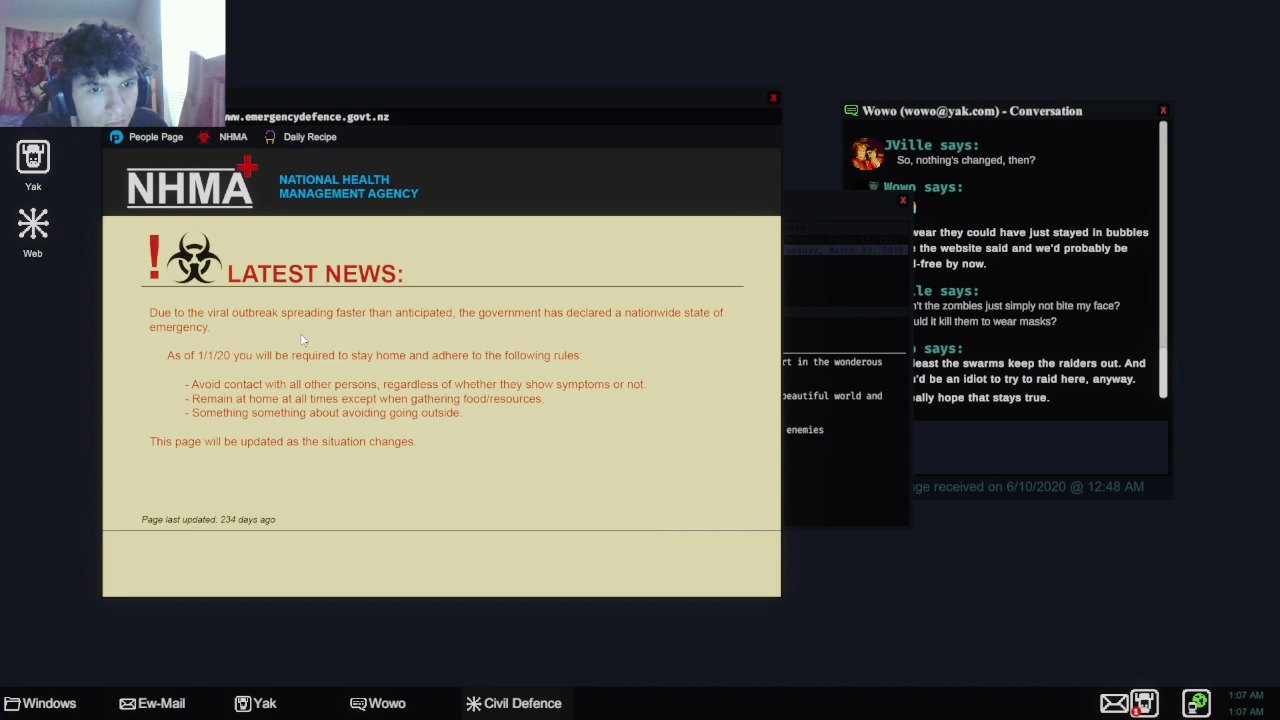 www.emergencydefence.govt.nz
X
People Page
NHMA
Daily Recipe
NHMA
NATIONAL HEALTH
MANAGEMENT AGENCY
! LATEST NEWS:
Due to the viral outbreak spreading faster than anticipated, the government has declared a nationwide state of
emergency.
As of 1/1/20 you will be required to stay home and adhere to the following rules:
- Avoid contact with all other persons, regardless of whether they show symptoms or not.
- Remain at home at all times except when gathering food/resources.
- Something something about avoiding going outside.
This page will be updated as the situation changes.
Page last updated: 234 days ago
Yak
Web
X
rt in the wonderous
beautiful world and
enemies
Wowo (wowo@yak.com) - Conversation
X
JVille says:
So, nothing's changed, then?
Wowo says:
wear they could have just stayed in bubbles
e the website said and we'd probably be
d-free by now.
ille says:
n't the zombies just simply not bite my face?
ould it kill them to wear masks?
o says:
least the swarms keep the raiders out. And
u'd be an idiot to try to raid here, anyway.
eally hope that stays true.
ge received on 6/10/2020 @ 12:48 AM
Windows
Ew-Mail
Yak
Wowo
Civil Defence
1:07 AM
1:07 AM